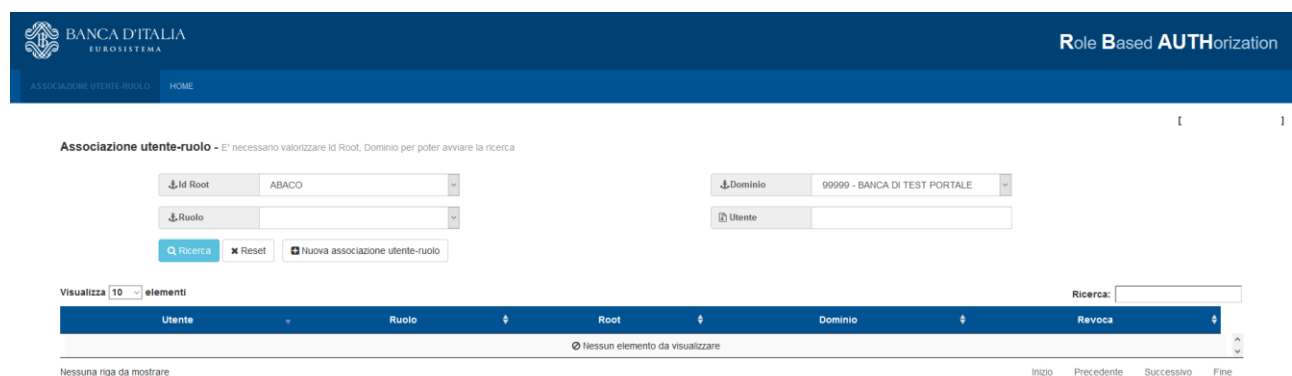 BANCA D'ITALIA
EUROSISTEMA
Role Based AUTHorization
ASSOCIAZIONE UTENTE-RUOLO HOME
[ ]
Associazione utente-ruolo - E' necessario valorizzare Id Root, Dominio per poter avviare la ricerca
Id Root ABACO Dominio 99999 - BANCA DI TEST PORTALE
Ruolo Utente
Ricerca Reset Nuova associazione utente-ruolo
Visualizza 10 elementi Ricerca:
Utente Ruolo Root Dominio Revoca
Nessun elemento da visualizzare
Nessuna riga da mostrare Inizio Precedente Successivo Fine